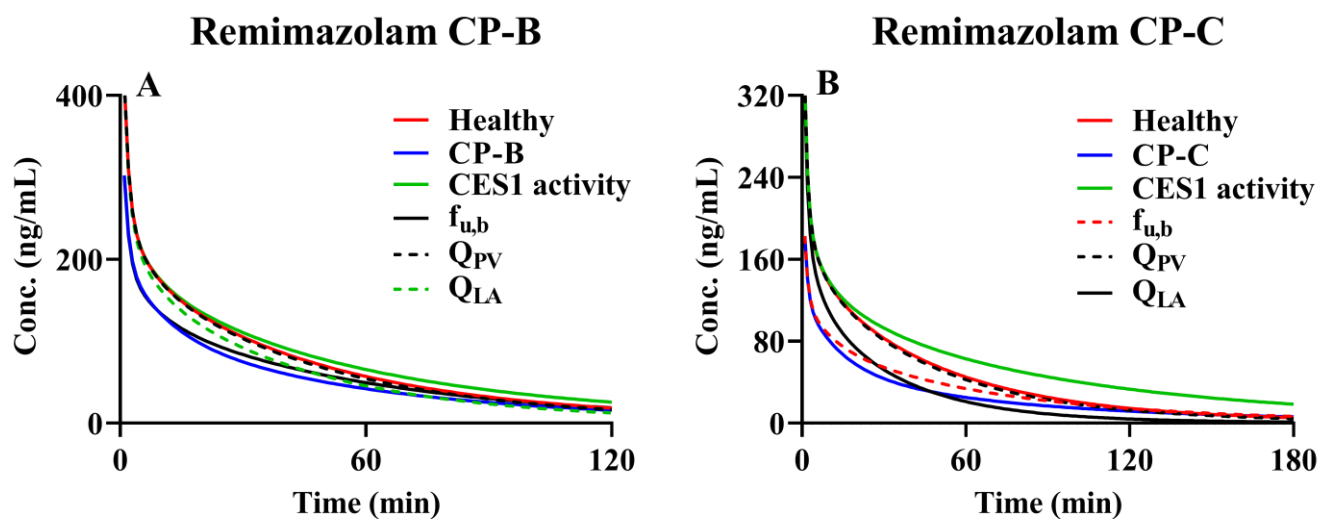 Remimazolam CP-B
A
400
200
0
Conc. (ng/mL)
Healthy
CP-B
CES1 activity
fu,b
QPV
QLA
0 60 120
Time (min)
Remimazolam CP-C
B
320
240
160
80
0
Conc. (ng/mL)
Healthy
CP-C
CES1 activity
fu,b
QPV
QLA
0 60 120 180
Time (min)